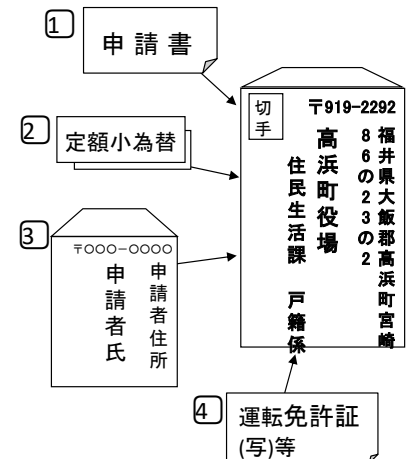 1
申請書
2
定額小為替
3
〒○○○-○○○○
申請者住所
申請者氏
切手
〒919-2292
福井県大飯郡高浜町宮崎
86の23の2
高浜町役場
住民生活課 戸籍係
4
運転免許証
(写)等